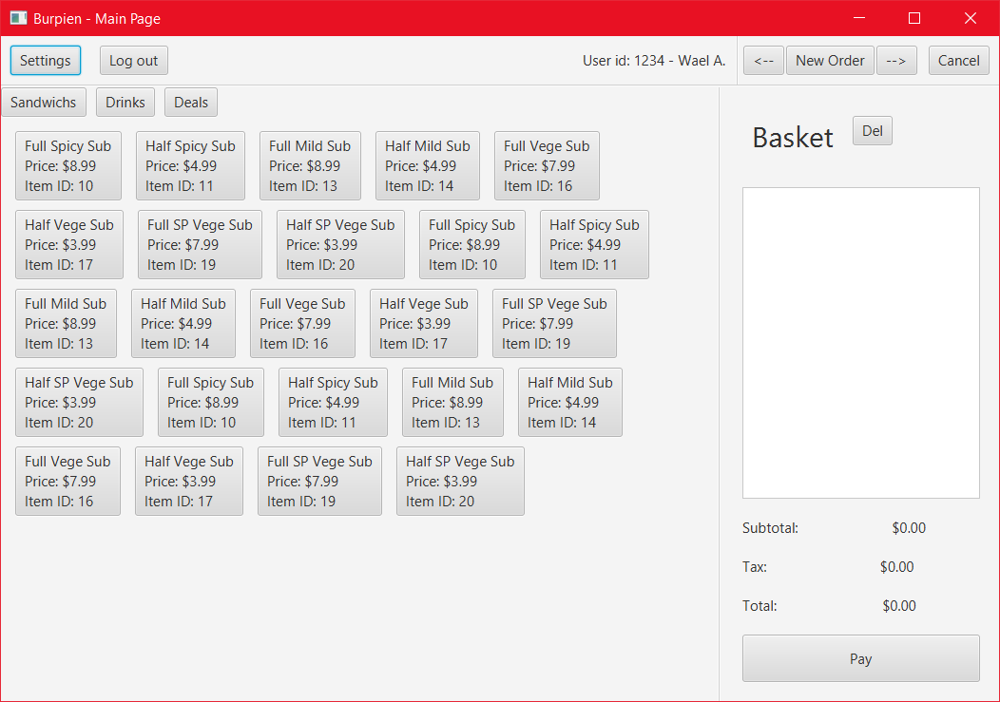 Burpien - Main Page
Settings Log out User id: 1234 - Wael A. <-- New Order --> Cancel
Sandwichs Drinks Deals
Basket Del
Full Spicy Sub Half Spicy Sub Full Mild Sub Half Mild Sub Full Vege Sub
Price: $8.99 Price: $4.99 Price: $8.99 Price: $4.99 Price: $7.99
Item ID: 10 Item ID: 11 Item ID: 13 Item ID: 14 Item ID: 16
Half Vege Sub Full SP Vege Sub Half SP Vege Sub Full Spicy Sub Half Spicy Sub
Price: $3.99 Price: $7.99 Price: $3.99 Price: $8.99 Price: $4.99
Item ID: 17 Item ID: 19 Item ID: 20 Item ID: 10 Item ID: 11
Full Mild Sub Half Mild Sub Full Vege Sub Half Vege Sub Full SP Vege Sub
Price: $8.99 Price: $4.99 Price: $7.99 Price: $3.99 Price: $7.99
Item ID: 13 Item ID: 14 Item ID: 16 Item ID: 17 Item ID: 19
Half SP Vege Sub Full Spicy Sub Half Spicy Sub Full Mild Sub Half Mild Sub
Price: $3.99 Price: $8.99 Price: $4.99 Price: $8.99 Price: $4.99
Item ID: 20 Item ID: 10 Item ID: 11 Item ID: 13 Item ID: 14
Full Vege Sub Half Vege Sub Full SP Vege Sub Half SP Vege Sub
Price: $7.99 Price: $3.99 Price: $7.99 Price: $3.99
Item ID: 16 Item ID: 17 Item ID: 19 Item ID: 20
Subtotal: $0.00
Tax: $0.00
Total: $0.00
Pay